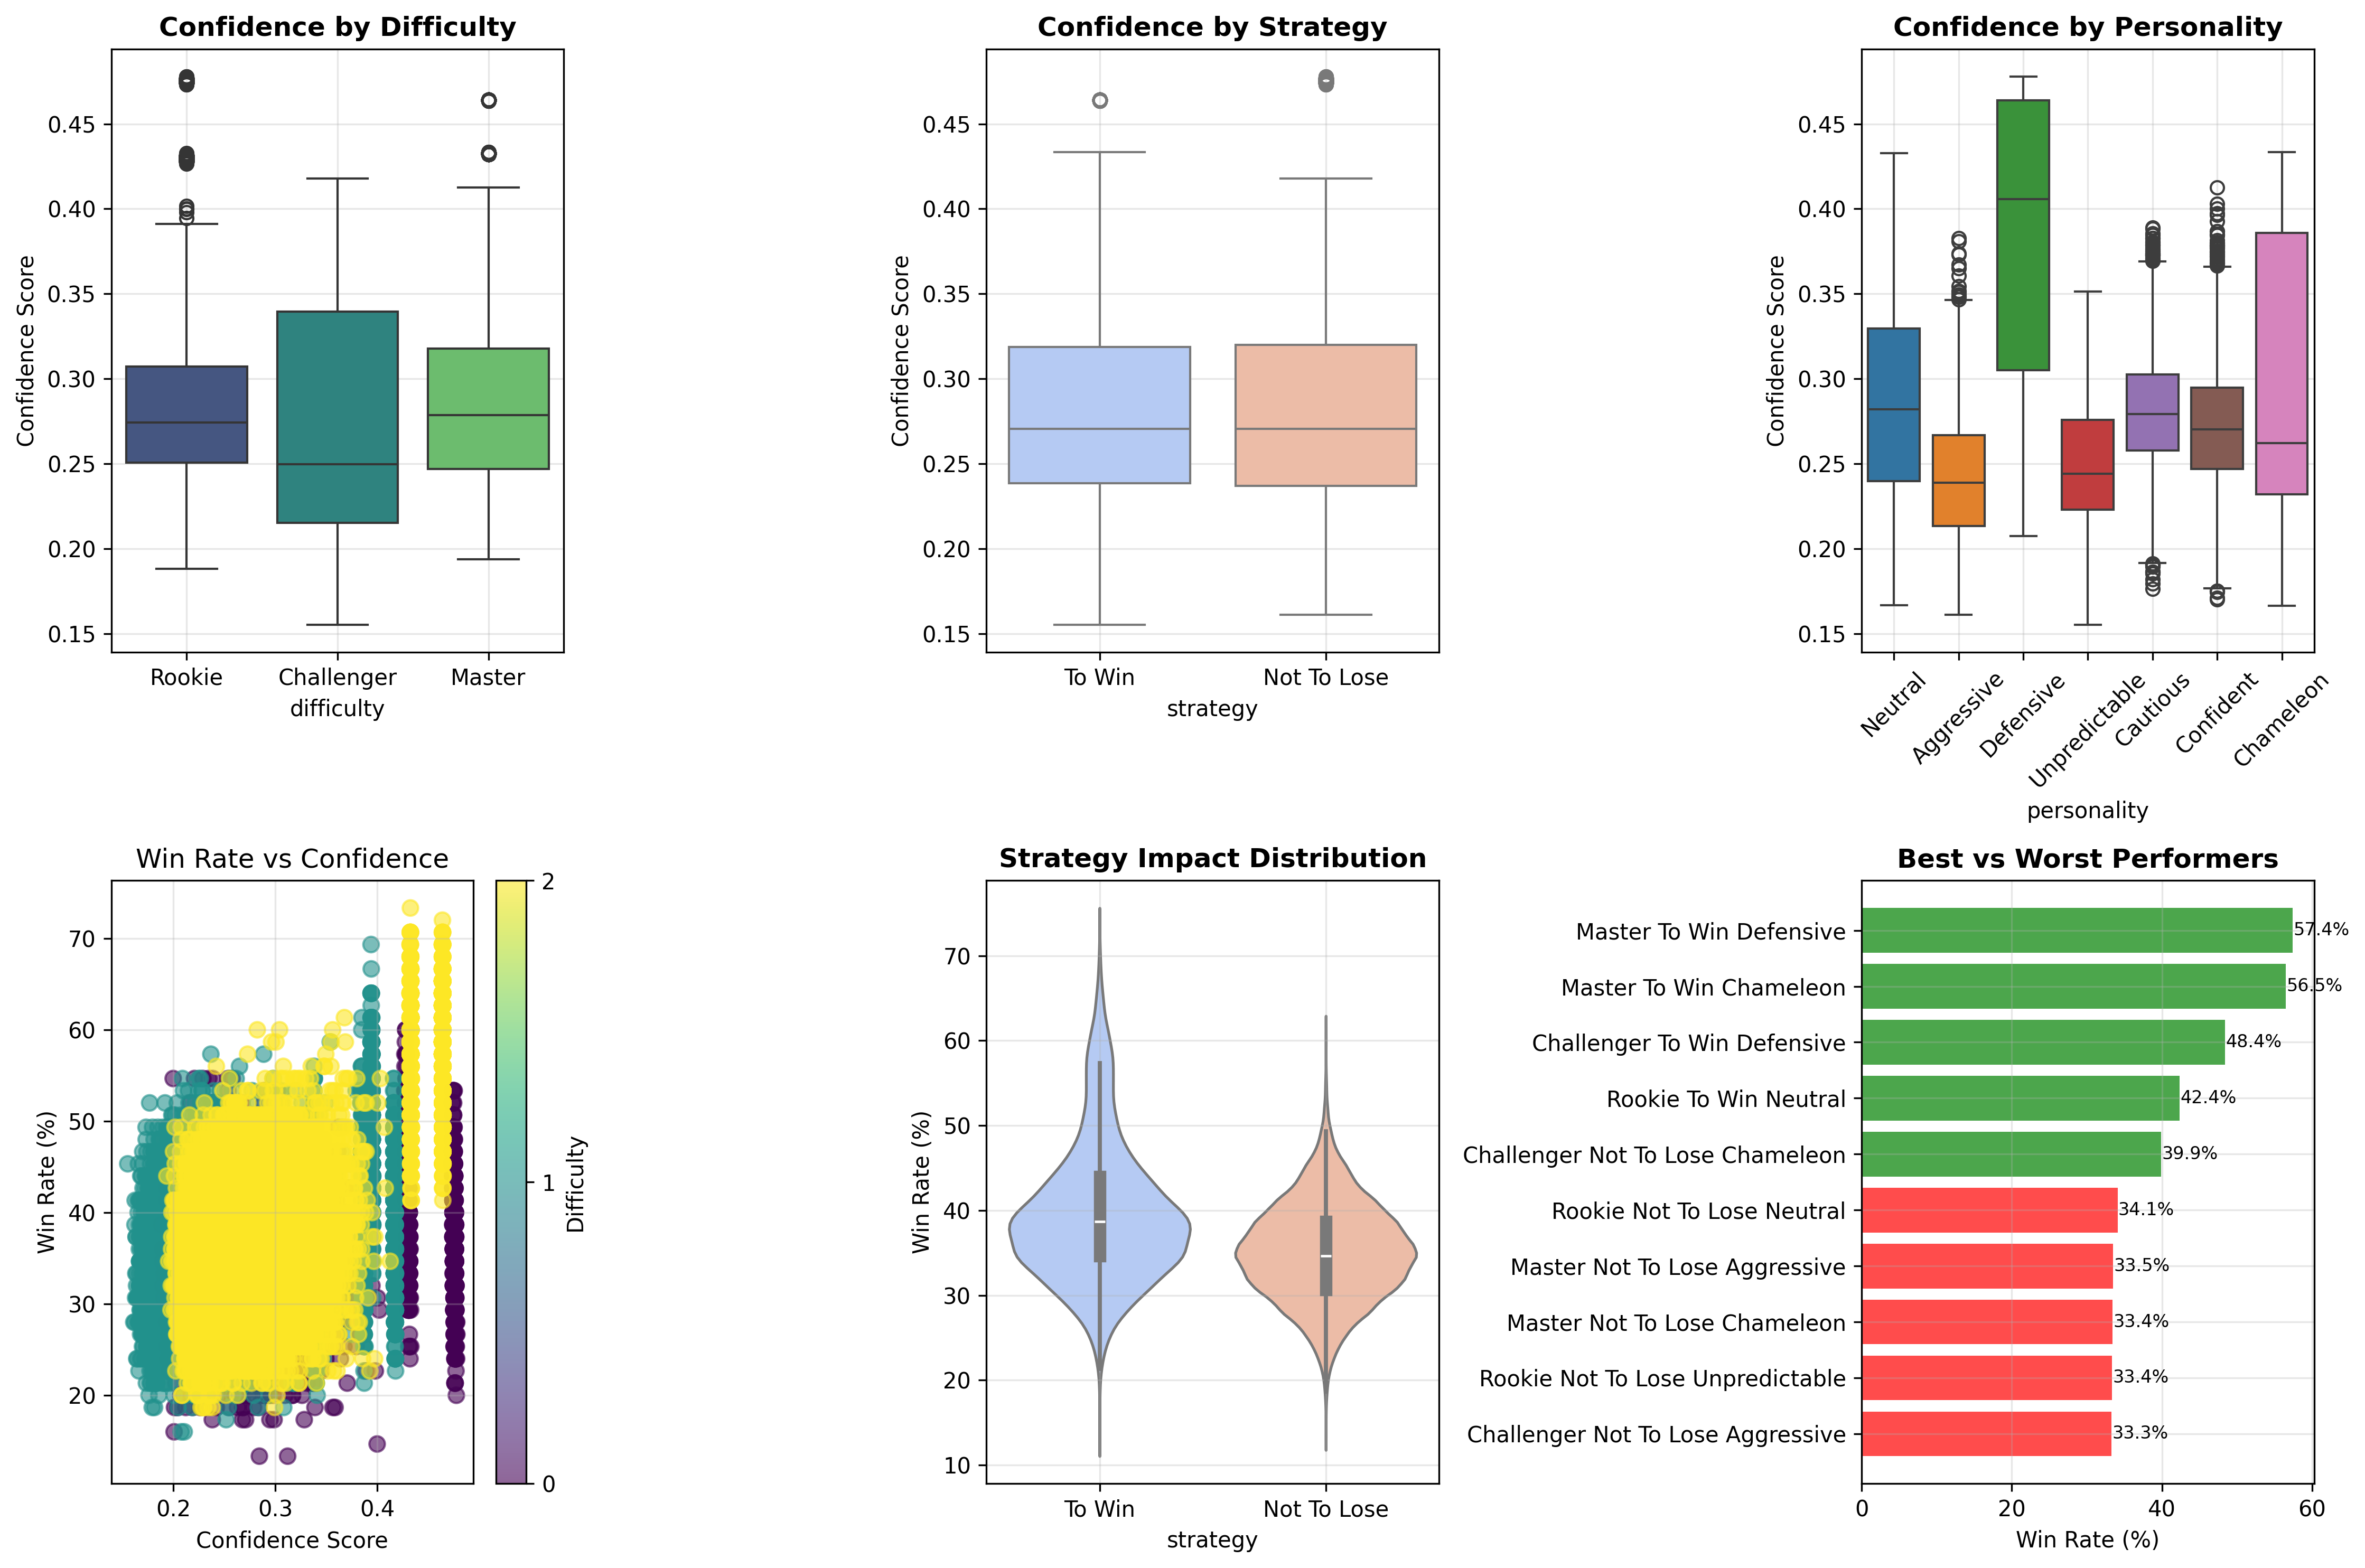 Confidence by Difficulty
Confidence Score
0.45
0.40
0.35
0.30
0.25
0.20
0.15
Rookie
Challenger
Master
difficulty
Confidence by Strategy
Confidence Score
0.45
0.40
0.35
0.30
0.25
0.20
0.15
To Win
Not To Lose
strategy
Confidence by Personality
Confidence Score
0.45
0.40
0.35
0.30
0.25
0.20
0.15
Neutral
Aggressive
Defensive
Unpredictable
Cautious
Confident
Chameleon
personality
Win Rate vs Confidence
Win Rate (%)
70
60
50
40
30
20
0.2
0.3
0.4
Confidence Score
2
1
0
Difficulty
Strategy Impact Distribution
Win Rate (%)
70
60
50
40
30
20
10
To Win
Not To Lose
strategy
Best vs Worst Performers
Master To Win Defensive 57.4%
Master To Win Chameleon 56.5%
Challenger To Win Defensive 48.4%
Rookie To Win Neutral 42.4%
Challenger Not To Lose Chameleon 39.9%
Rookie Not To Lose Neutral 34.1%
Master Not To Lose Aggressive 33.5%
Master Not To Lose Chameleon 33.4%
Rookie Not To Lose Unpredictable 33.4%
Challenger Not To Lose Aggressive 33.3%
0
20
40
60
Win Rate (%)